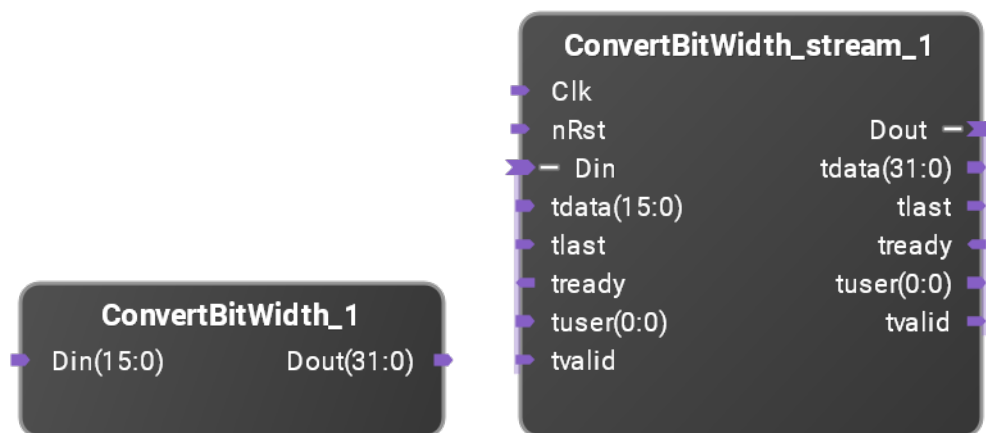 ConvertBitWidth_1
Din(15:0) Dout(31:0)
ConvertBitWidth_stream_1
Clk
nRst Dout
Din tdata(31:0)
tdata(15:0) tlast
tlast tready
tready tuser(0:0)
tuser(0:0) tvalid
tvalid